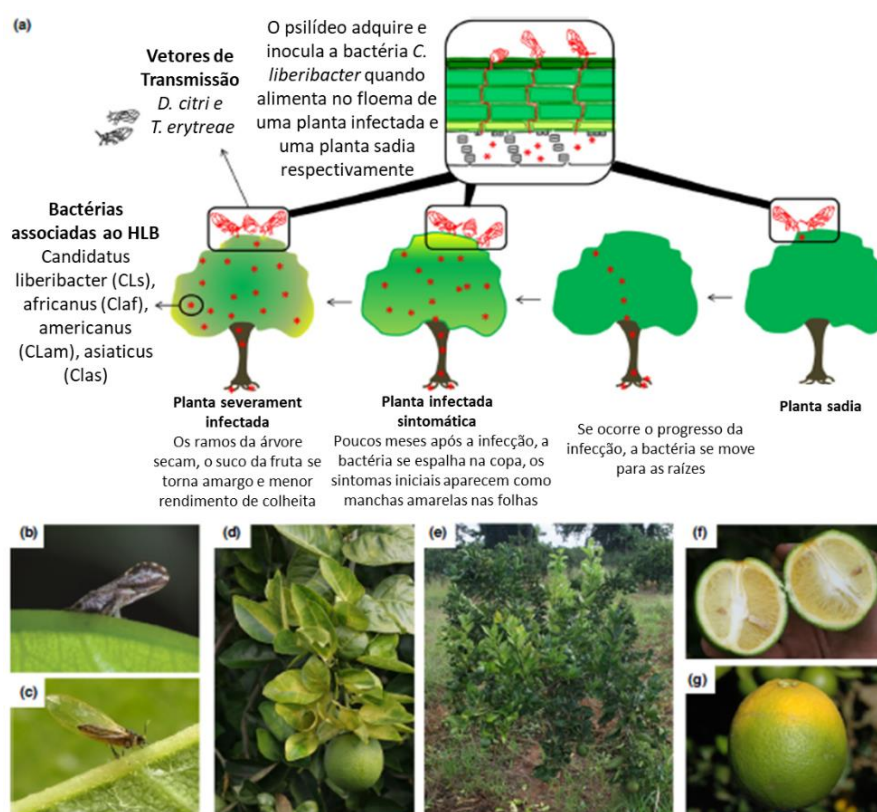 (a)
Vetores de
Transmissão
D. citri e
T. erytreae
O psilídeo adquire e
inocula a bactéria C.
liberibacter quando
alimenta no floema de
uma planta infectada e
uma planta sadia
respectivamente
Bactérias
associadas ao HLB
Candidatus
liberibacter (CLs),
africanus (Claf),
americanus
(CLam), asiaticus
(Clas)
Planta severament
infectada
Os ramos da árvore
secam, o suco da fruta se
torna amargo e menor
rendimento de colheita
Planta infectada
sintomática
Poucos meses após a infecção, a
bactéria se espalha na copa, os
sintomas iniciais aparecem como
manchas amarelas nas folhas
Se ocorre o progresso da
infecção, a bactéria se move
para as raízes
Planta sadia
(b)
(c)
(d)
(e)
(f)
(g)